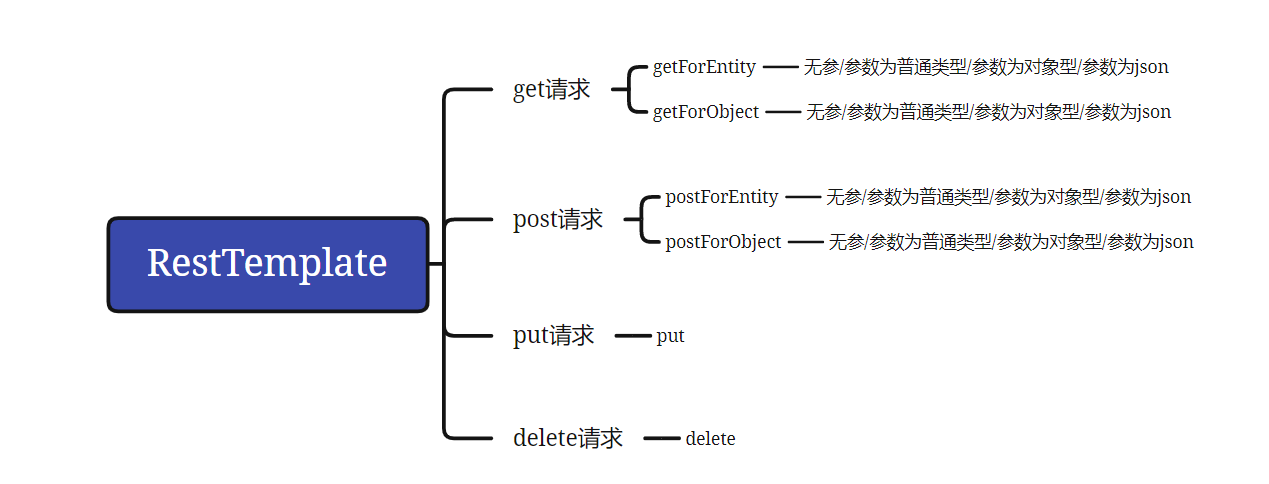 RestTemplate
get请求
getForEntity
无参/参数为普通类型/参数为对象型/参数为json
getForObject
无参/参数为普通类型/参数为对象型/参数为json
post请求
postForEntity
无参/参数为普通类型/参数为对象型/参数为json
postForObject
无参/参数为普通类型/参数为对象型/参数为json
put请求
put
delete请求
delete